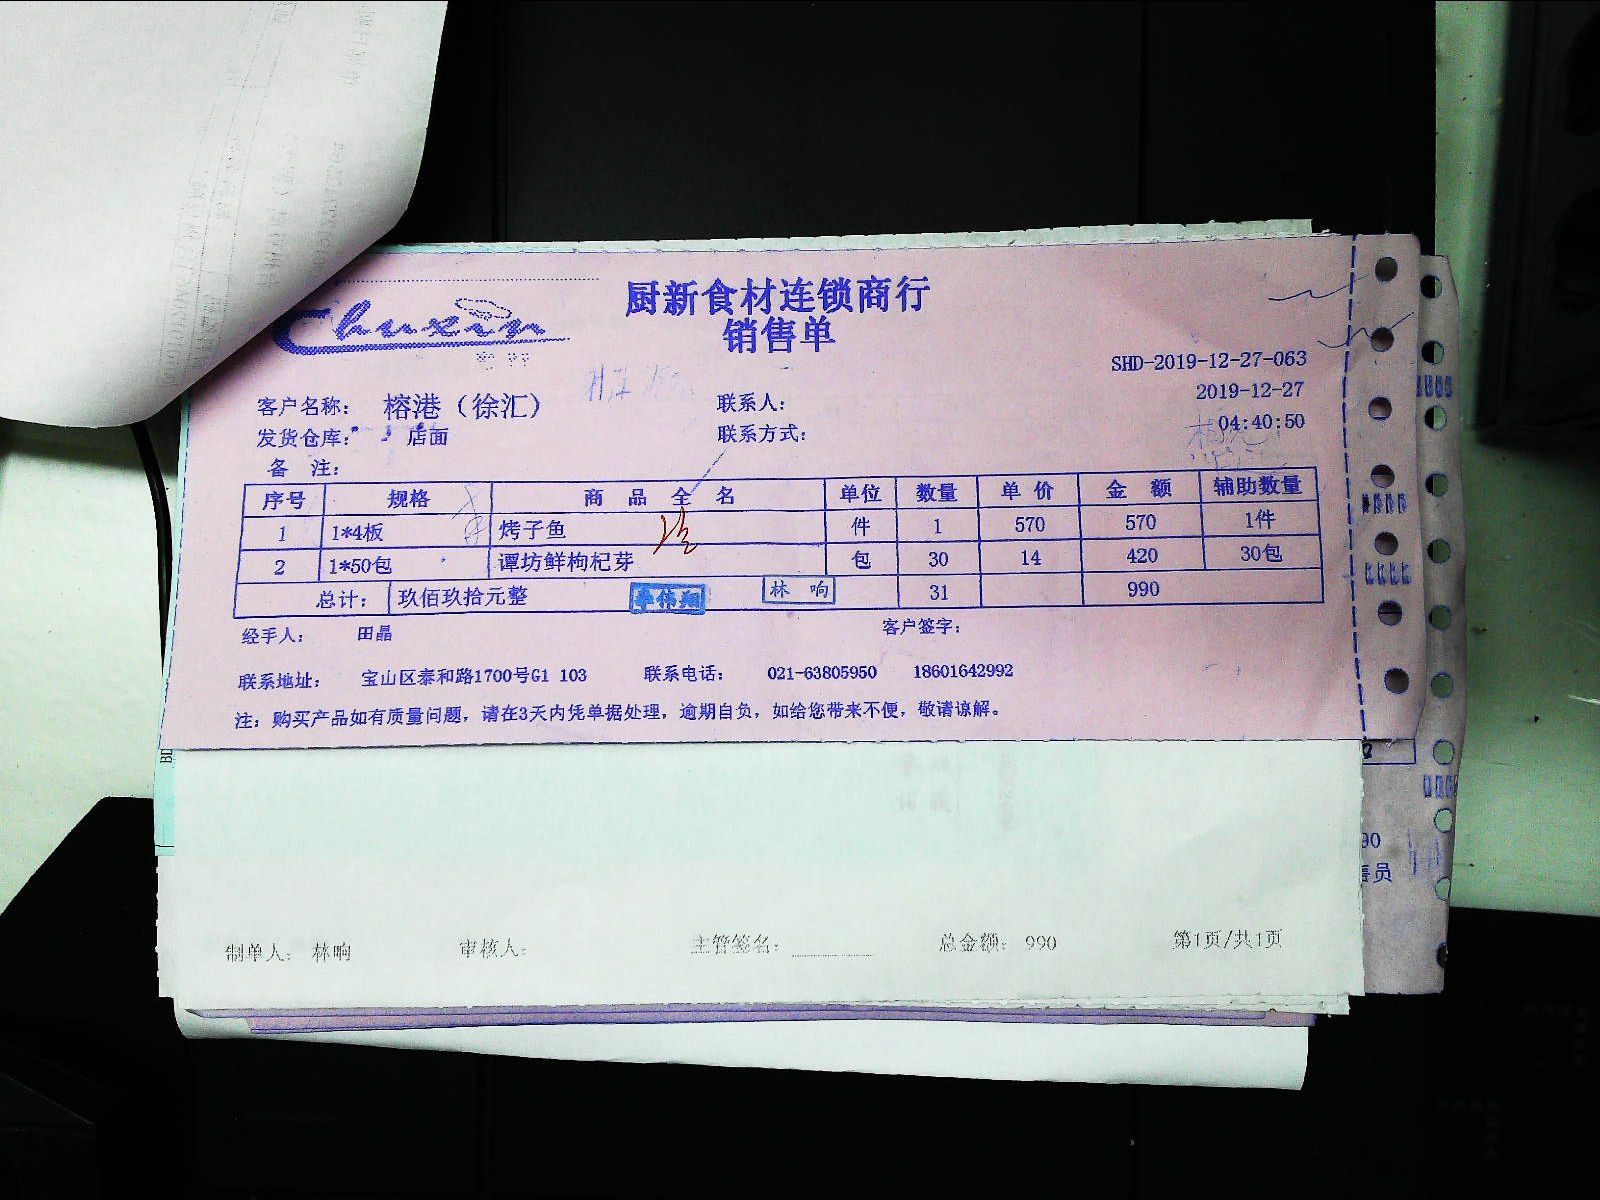 Chuxin
厨新食材连锁商行
销售单
SHD-2019-12-27-063
客户名称： 榕港（徐汇） 联系人： 2019-12-27
发货仓库： 店面 联系方式： 04:40:50
备 注：
序号 规格 商 品 全 名 单位 数量 单 价 金 额 辅助数量
1 1*4板 烤子鱼 件 1 570 570 1件
2 1*50包 谭坊鲜枸杞芽 包 30 14 420 30包
总计： 玖佰玖拾元整 林 响 31 990
经手人： 田晶 客户签字：
联系地址： 宝山区泰和路1700号G1 103 联系电话： 021-63805950 18601642992
注：购买产品如有质量问题，请在3天内凭单据处理，逾期自负，如给您带来不便，敬请谅解。
90
售员
制单人： 林响 审核人： 主管签名： 总金额： 990 第1页/共1页